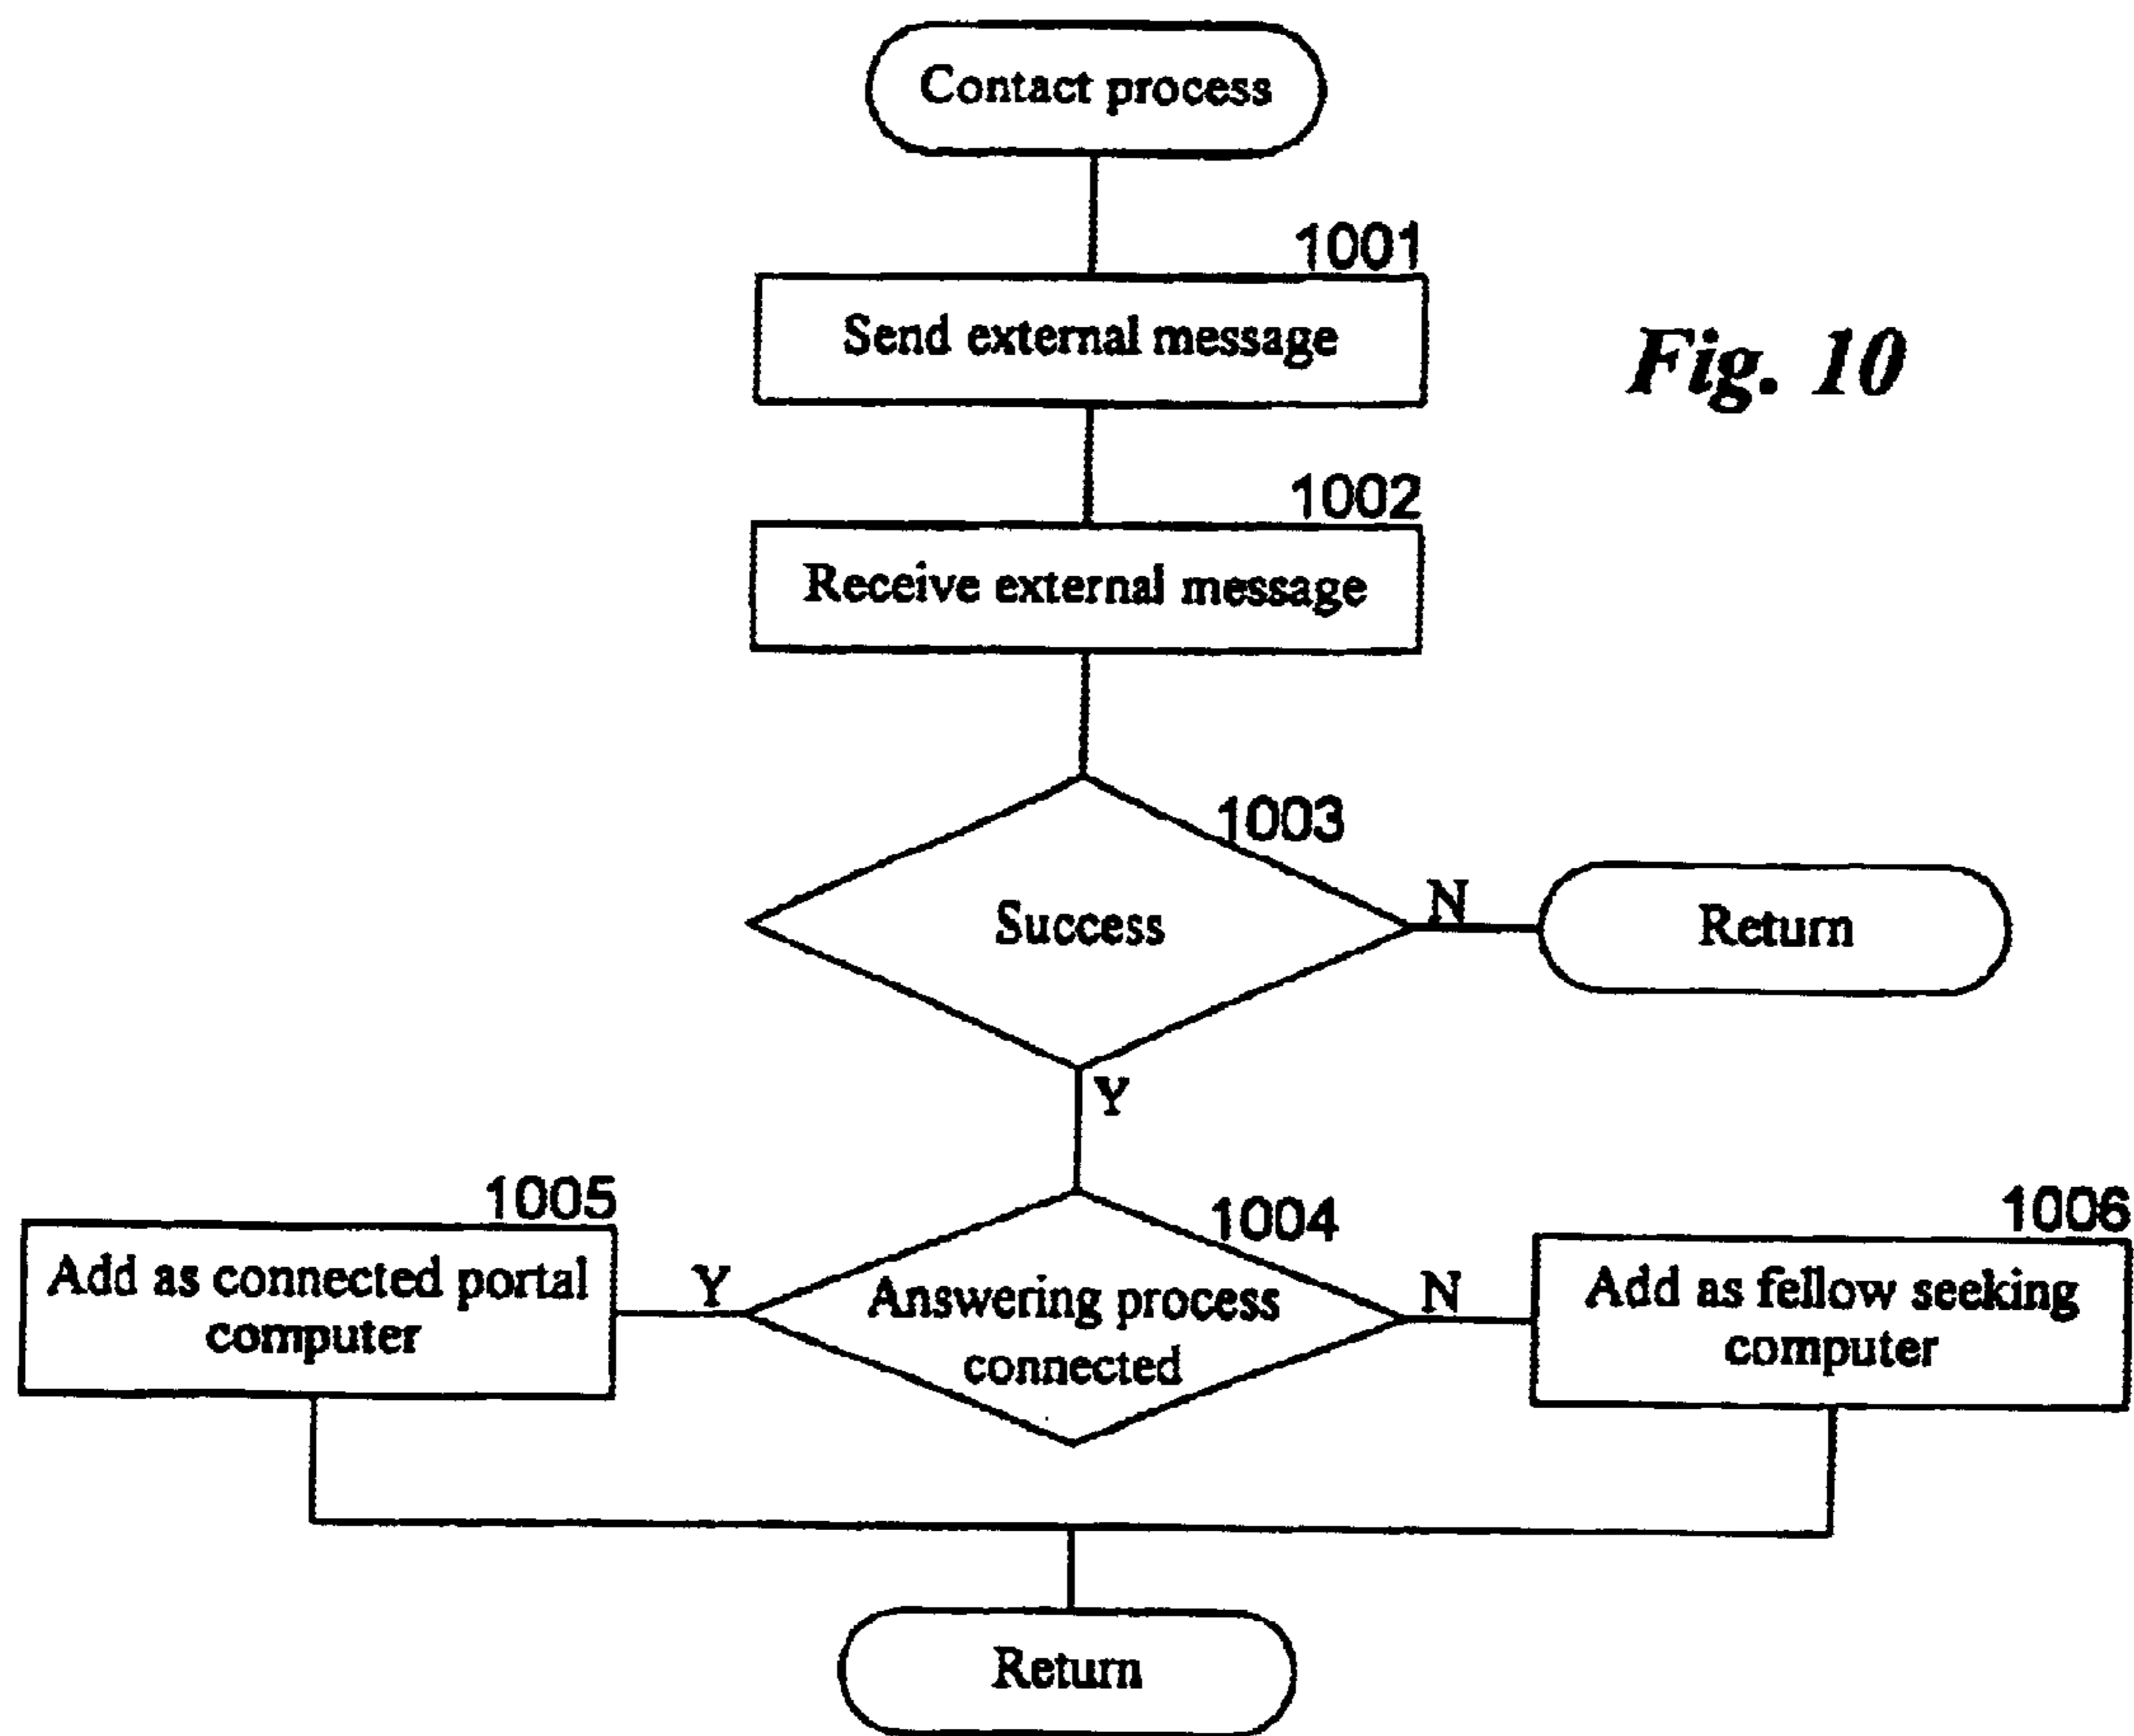 Contact process
1001
Send external message
Fig. 10
1002
Receive external message
1003
Success
N
Return
Y
1005
Add as connected portal
computer
Y
1004
Answering process
connected
N
1006
Add as fellow seeking
computer
Return